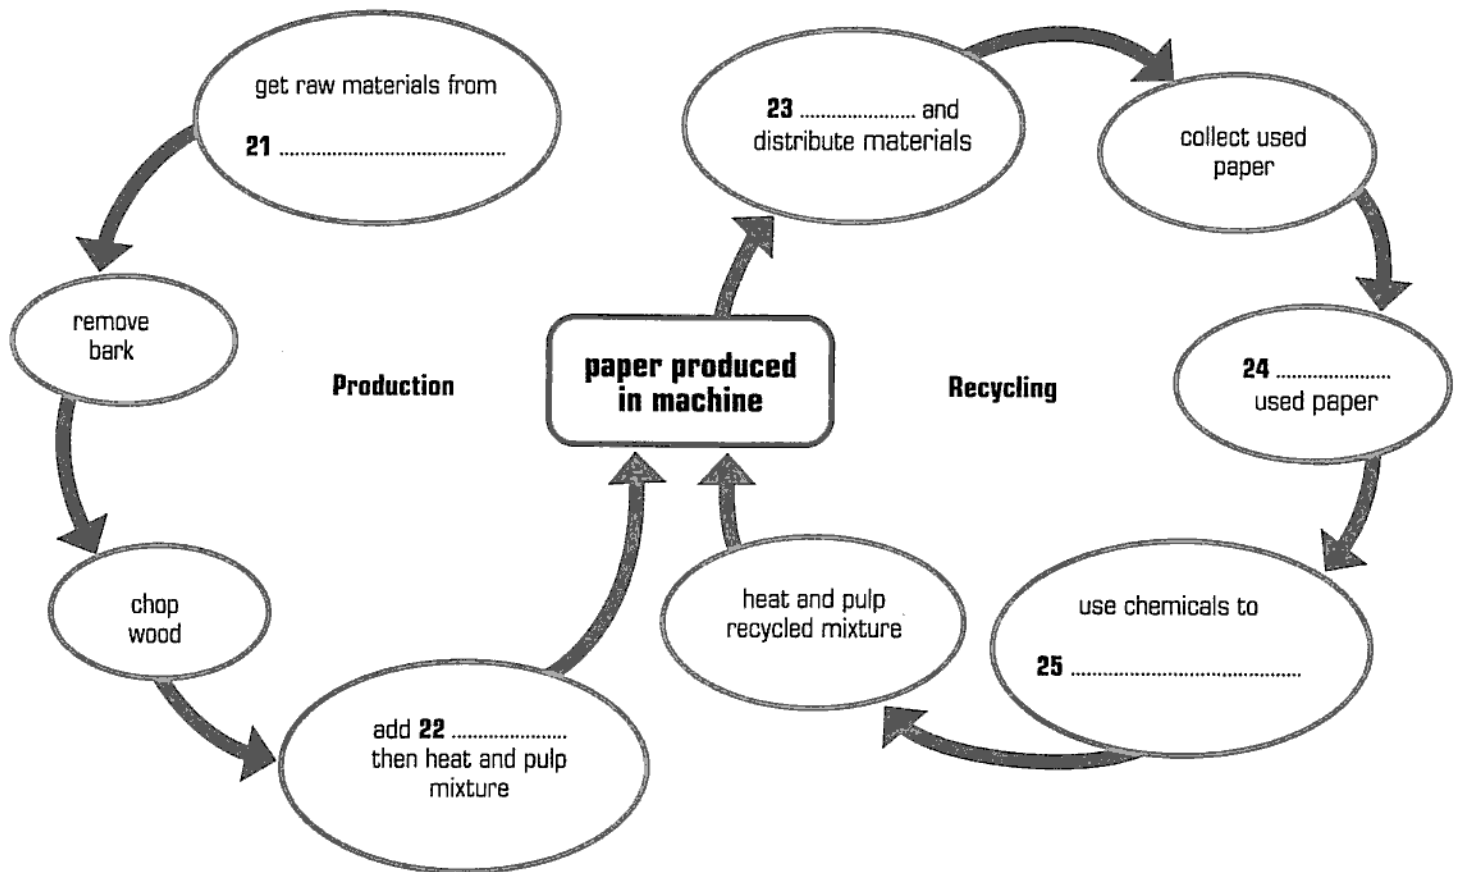 get raw materials from
21 ......................................
remove
bark
chop
wood
add 22 ....................
then heat and pulp
mixture
Production
paper produced
in machine
23 .................... and
distribute materials
collect used
paper
24 ....................
used paper
use chemicals to
25 ......................................
heat and pulp
recycled mixture
Recycling